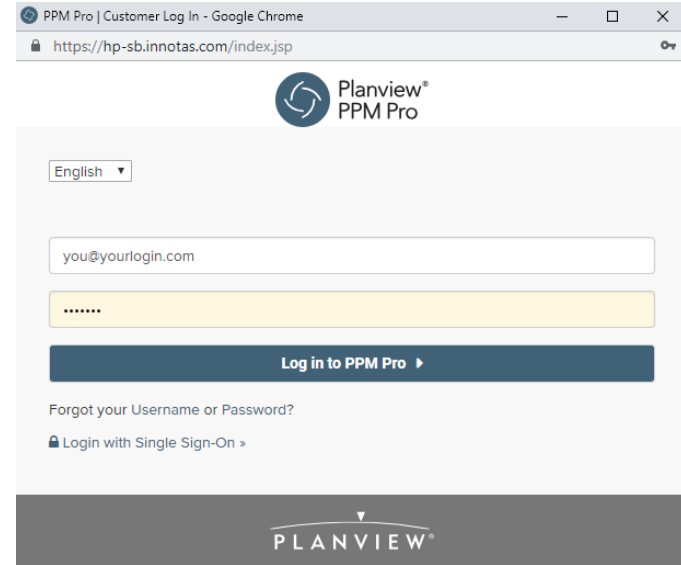 PPM Pro | Customer Log In - Google Chrome
https://hp-sb.innotas.com/index.jsp
Planview®
PPM Pro
English
you@yourlogin.com
•••••••
Log in to PPM Pro
Forgot your Username or Password?
Login with Single Sign-On »
PLANVIEW®